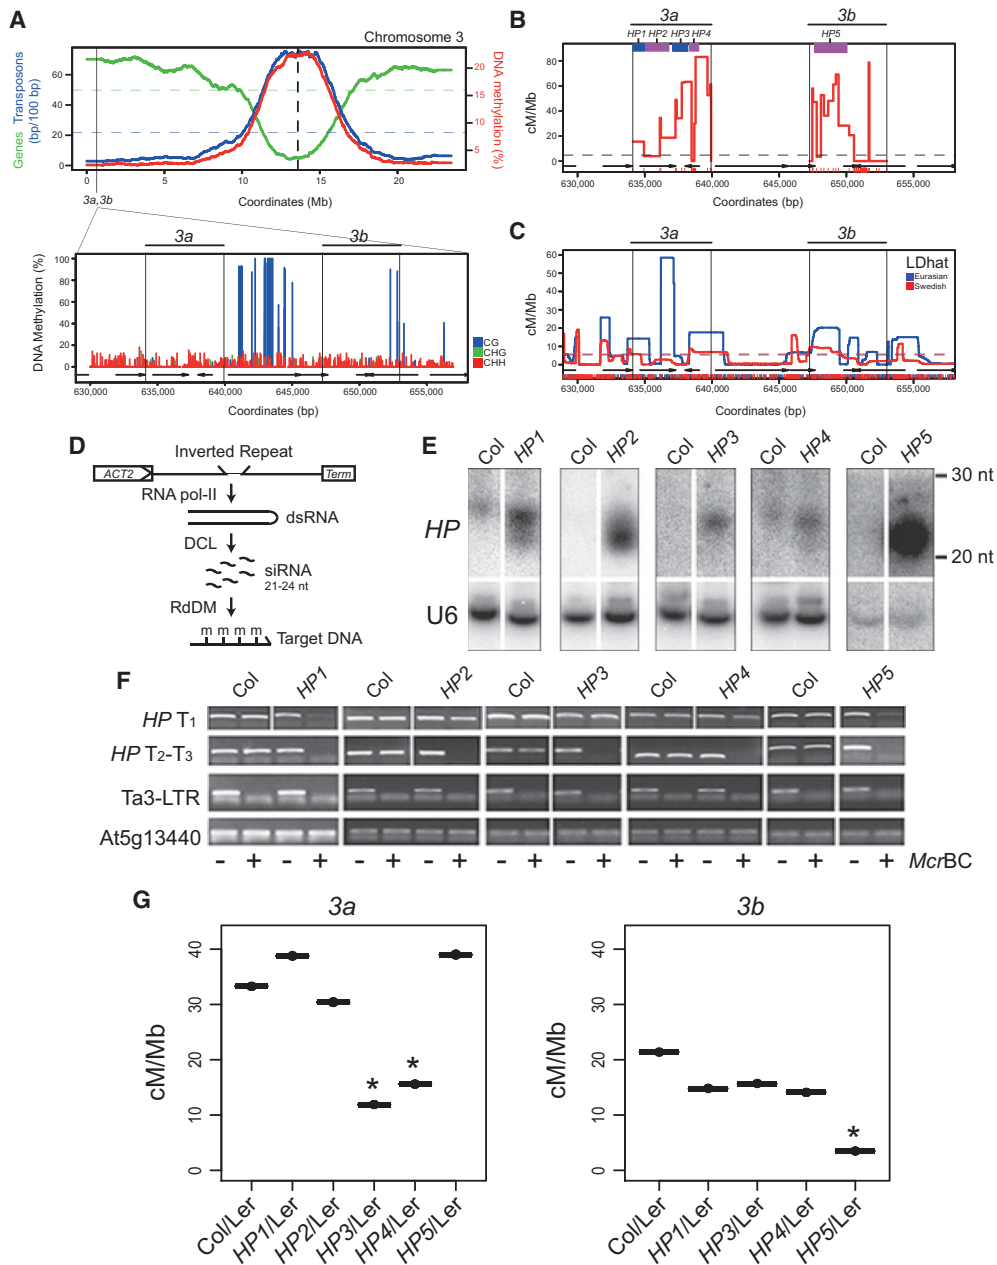 A
Chromosome 3
Genes Transposons
(bp/100 bp)
DNA methylation (%)
60
40
20
0
20
15
10
5
0 5 10 15 20
3a,3b
Coordinates (Mb)
3a 3b
DNA Methylation (%)
100
80
60
40
20
0
CG
CHG
CHH
630,000 635,000 640,000 645,000 650,000 655,000
Coordinates (bp)
B
3a 3b
HP1 HP2 HP3 HP4 HP5
cM/Mb
80
60
40
20
0
630,000 635,000 640,000 645,000 650,000 655,000
Coordinates (bp)
C
3a 3b
LDhat
Eurasian
Swedish
cM/Mb
60
50
40
30
20
10
0
630,000 635,000 640,000 645,000 650,000 655,000
Coordinates (bp)
D
Inverted Repeat
ACT2 Term
RNA pol-II
dsRNA
DCL
siRNA
21-24 nt
RdDM
m m m m
Target DNA
E
Col HP1 Col HP2 Col HP3 Col HP4 Col HP5
HP
U6
30 nt
20 nt
F
Col HP1 Col HP2 Col HP3 Col HP4 Col HP5
HP T1
HP T2-T3
Ta3-LTR
At5g13440
- + - + - + - + - + - + - + - + - + - +
McrBC
G
3a
cM/Mb
40
30
20
10
0
* *
Col/Ler HP1/Ler HP2/Ler HP3/Ler HP4/Ler HP5/Ler
3b
cM/Mb
40
30
20
10
0
*
Col/Ler HP1/Ler HP3/Ler HP4/Ler HP5/Ler